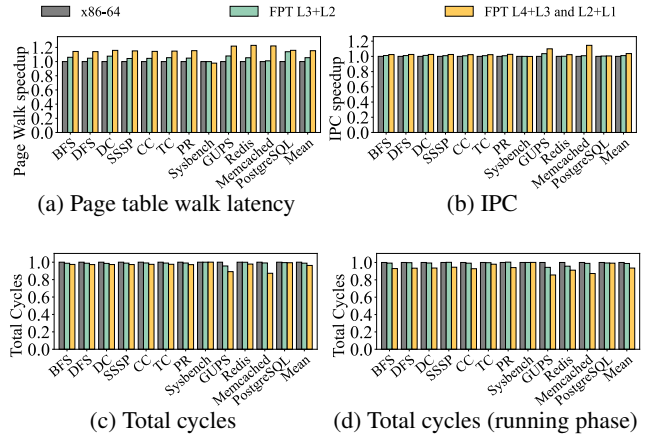 x86-64 FPT L3+L2 FPT L4+L3 and L2+L1
Page Walk speedup
1.2
1.0
0.8
0.6
0.4
0.2
0.0
BFS DFS DC SSSP CC TC PR Sysbench GUPS Redis Memcached PostgreSQL Mean
(a) Page table walk latency
IPC speedup
1.2
1.0
0.8
0.6
0.4
0.2
0.0
BFS DFS DC SSSP CC TC PR Sysbench GUPS Redis Memcached PostgreSQL Mean
(b) IPC
Total Cycles
1.0
0.8
0.6
0.4
0.2
0.0
BFS DFS DC SSSP CC TC PR Sysbench GUPS Redis Memcached PostgreSQL Mean
(c) Total cycles
Total Cycles
1.0
0.8
0.6
0.4
0.2
0.0
BFS DFS DC SSSP CC TC PR Sysbench GUPS Redis Memcached PostgreSQL Mean
(d) Total cycles (running phase)